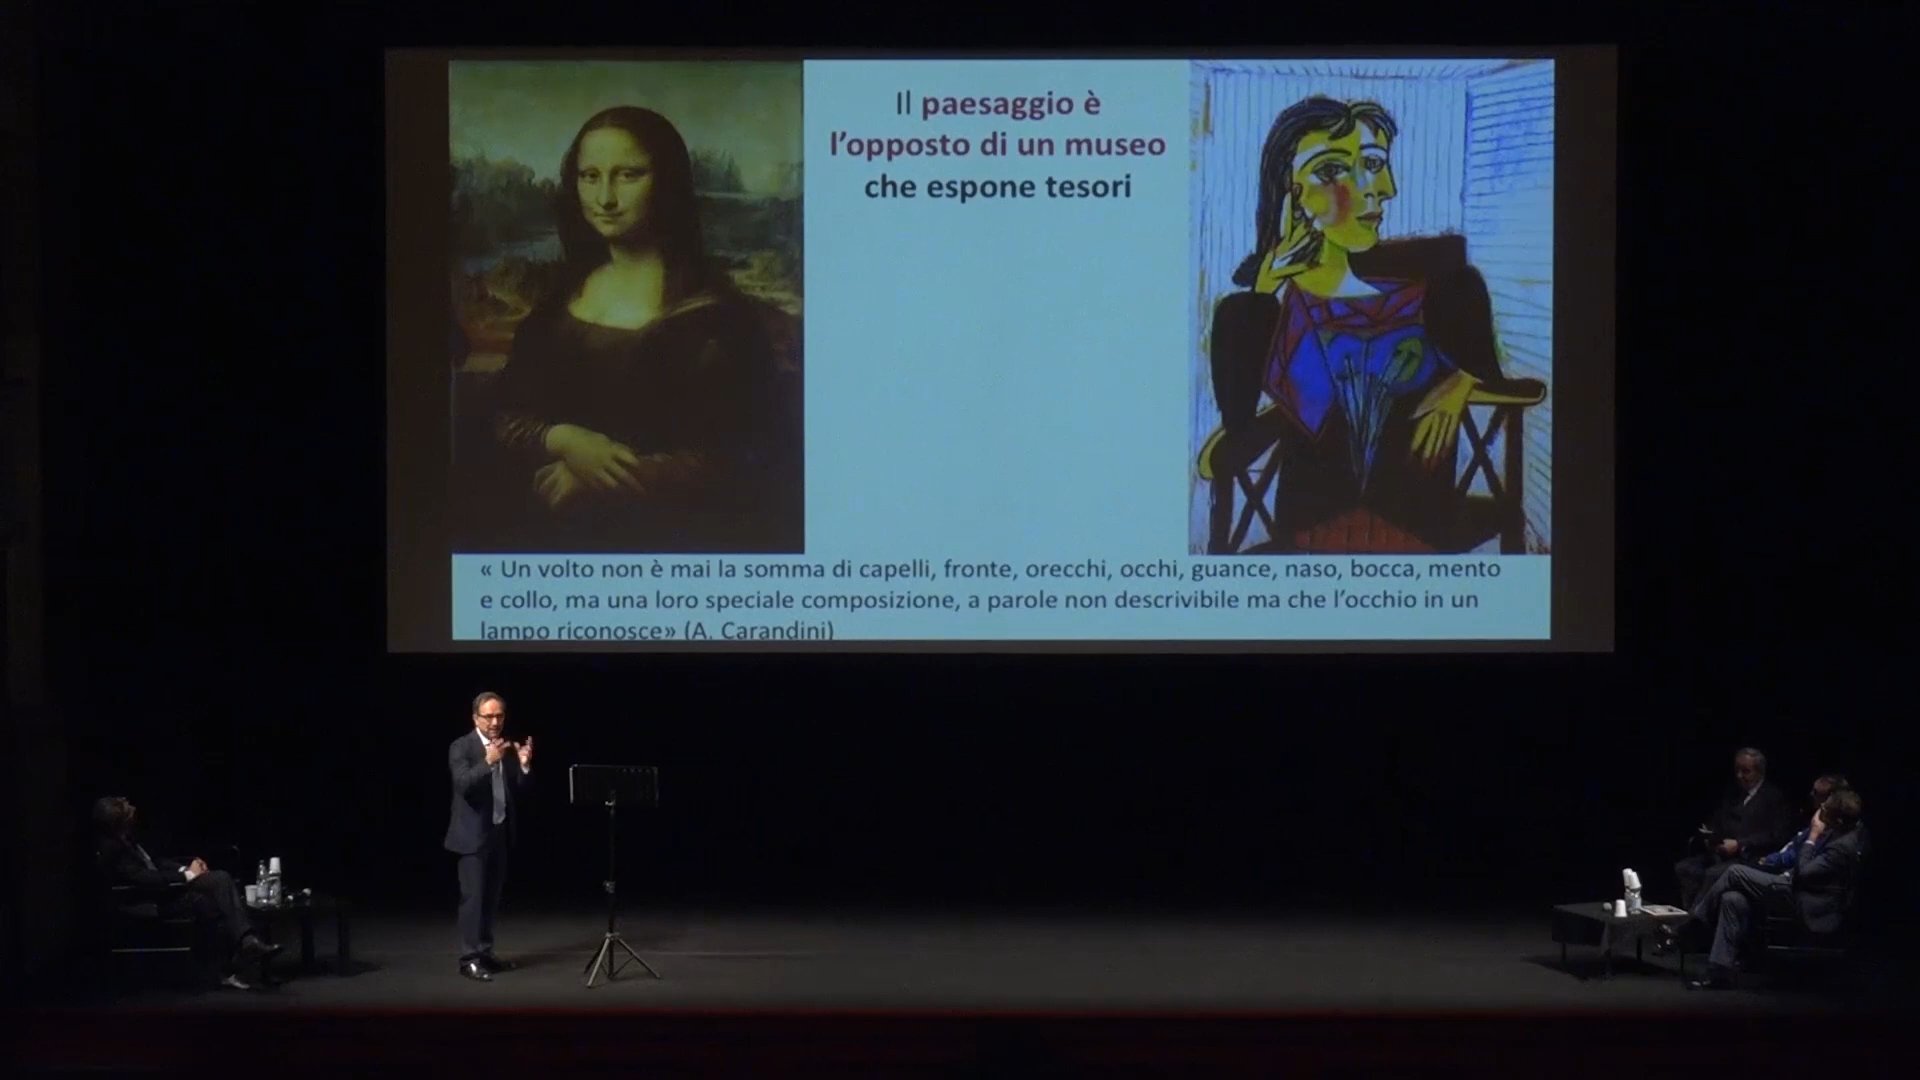 Il paesaggio è
l'opposto di un museo
che espone tesori
« Un volto non è mai la somma di capelli, fronte, orecchi, occhi, guance, naso, bocca, mento
e collo, ma una loro speciale composizione, a parole non descrivibile ma che l'occhio in un
lampo riconosce» (A. Carandini)